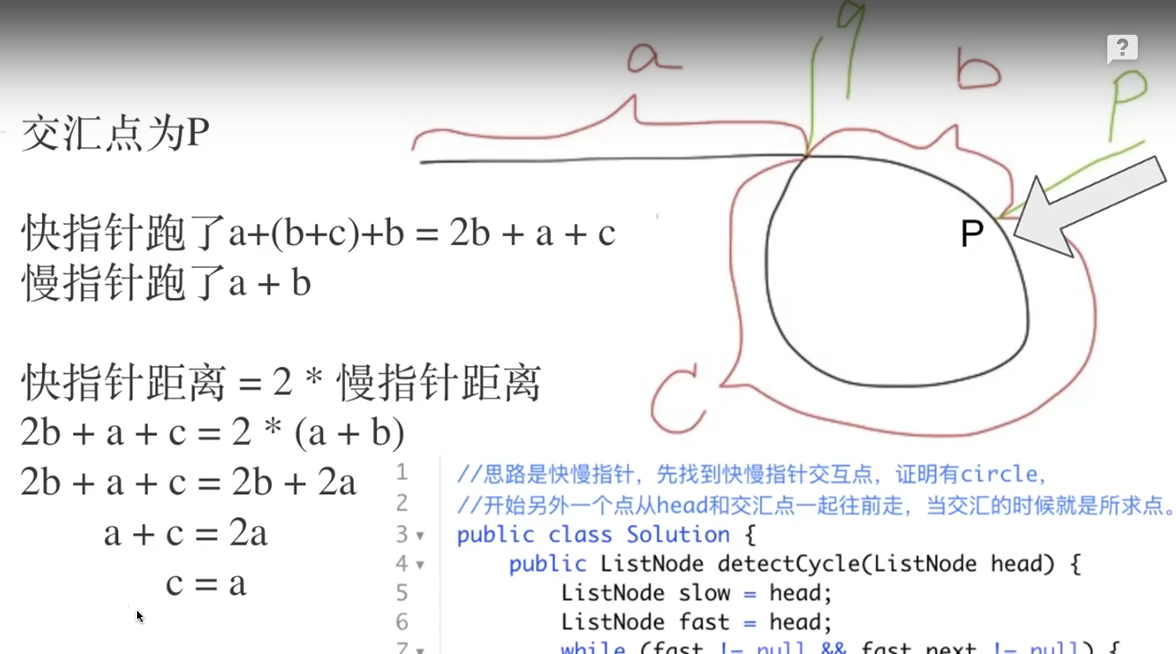 a
q
b
?
p
交汇点为P
快指针跑了a+(b+c)+b = 2b + a + c
慢指针跑了a + b
P
快指针距离 = 2 * 慢指针距离
2b + a + c = 2 * (a + b)
2b + a + c = 2b + 2a
a + c = 2a
c = a
C
1 //思路是快慢指针，先找到快慢指针交互点，证明有circle，
2 //开始另外一个点从head和交汇点一起往前走，当交汇的时候就是所求点。
3 public class Solution {
4 public ListNode detectCycle(ListNode head) {
5 ListNode slow = head;
6 ListNode fast = head;
7 while (fast != null && fast.next != null) {